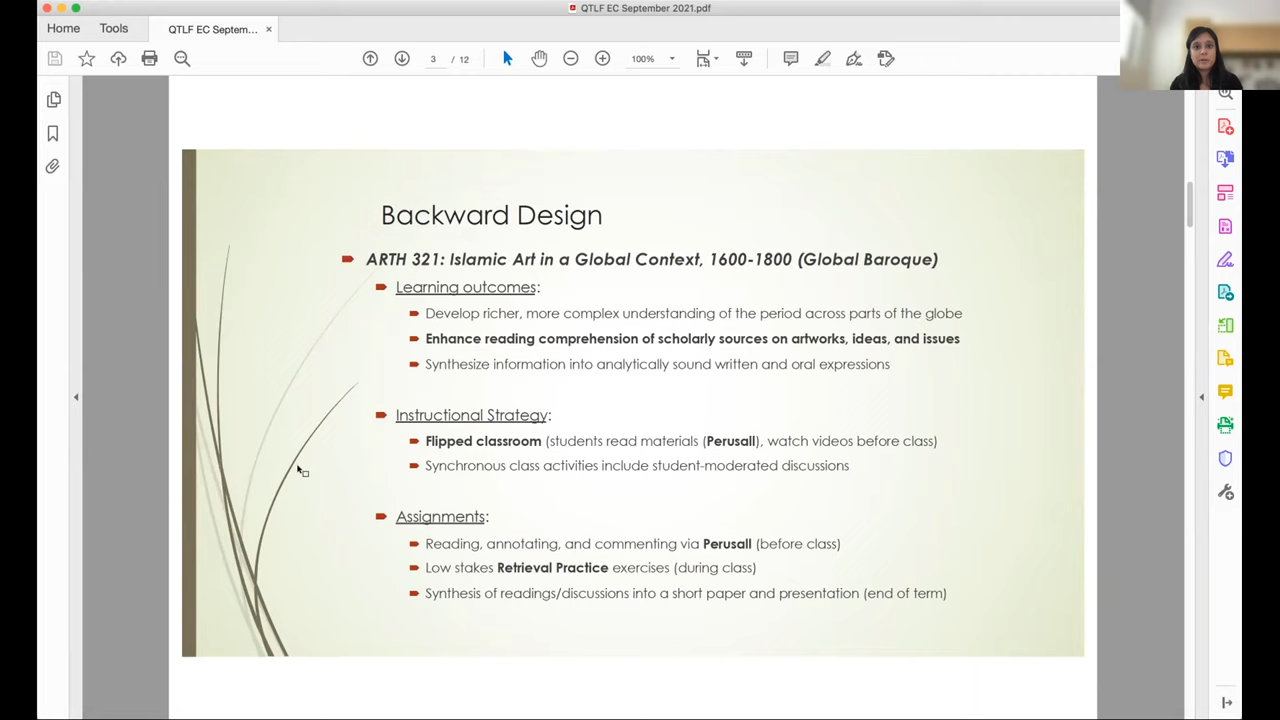 QTLF EC September 2021.pdf
Home
Tools
QTLF EC Septem...
3 / 12
100%
Backward Design
ARTH 321: Islamic Art in a Global Context, 1600-1800 (Global Baroque)
Learning outcomes:
Develop richer, more complex understanding of the period across parts of the globe
Enhance reading comprehension of scholarly sources on artworks, ideas, and issues
Synthesize information into analytically sound written and oral expressions
Instructional Strategy:
Flipped classroom (students read materials (Perusall), watch videos before class)
Synchronous class activities include student-moderated discussions
Assignments:
Reading, annotating, and commenting via Perusall (before class)
Low stakes Retrieval Practice exercises (during class)
Synthesis of readings/discussions into a short paper and presentation (end of term)